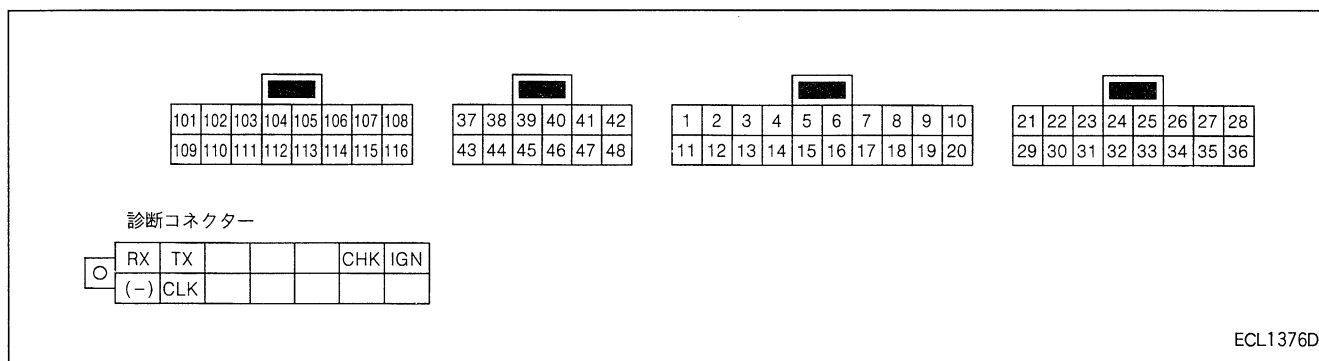 101 102 103 104 105 106 107 108
109 110 111 112 113 114 115 116
37 38 39 40 41 42
43 44 45 46 47 48
1 2 3 4 5 6 7 8 9 10
11 12 13 14 15 16 17 18 19 20
21 22 23 24 25 26 27 28
29 30 31 32 33 34 35 36
診断コネクター
RX TX CHK IGN
(-) CLK
ECL1376D